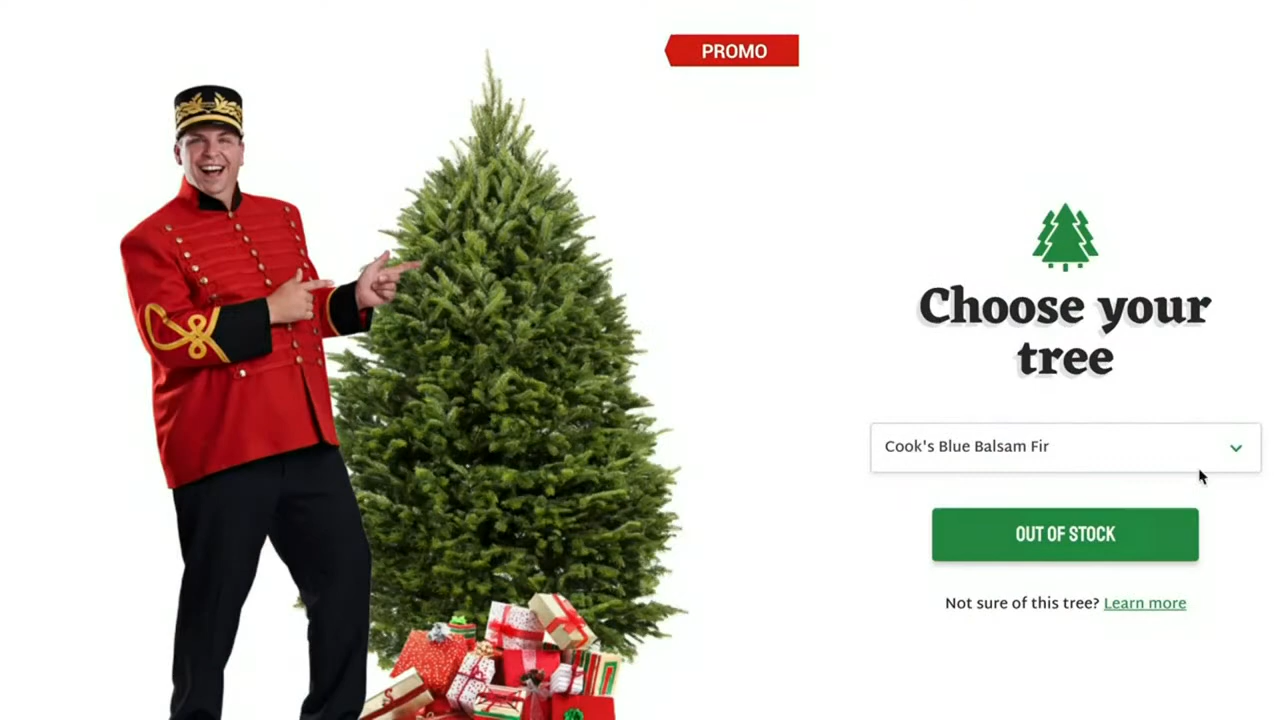 PROMO
Choose your
tree
Cook's Blue Balsam Fir
OUT OF STOCK
Not sure of this tree? Learn more